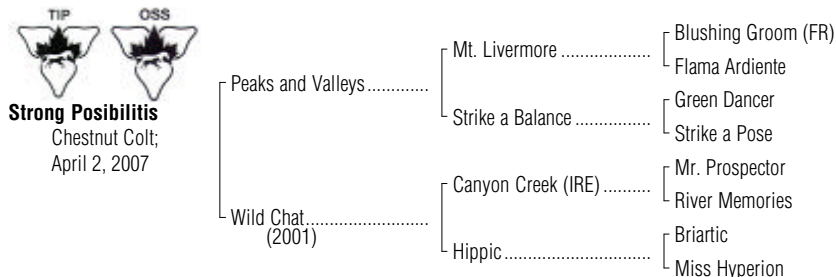 TIP OSS
Strong Posibilitis
Chestnut Colt;
April 2, 2007
Peaks and Valleys.............
Wild Chat..........................
(2001)
Mt. Livermore ...................
Strike a Balance ................
Canyon Creek (IRE) ..........
Hippic...............................
Blushing Groom (FR)
Flama Ardiente
Green Dancer
Strike a Pose
Mr. Prospector
River Memories
Briartic
Miss Hyperion